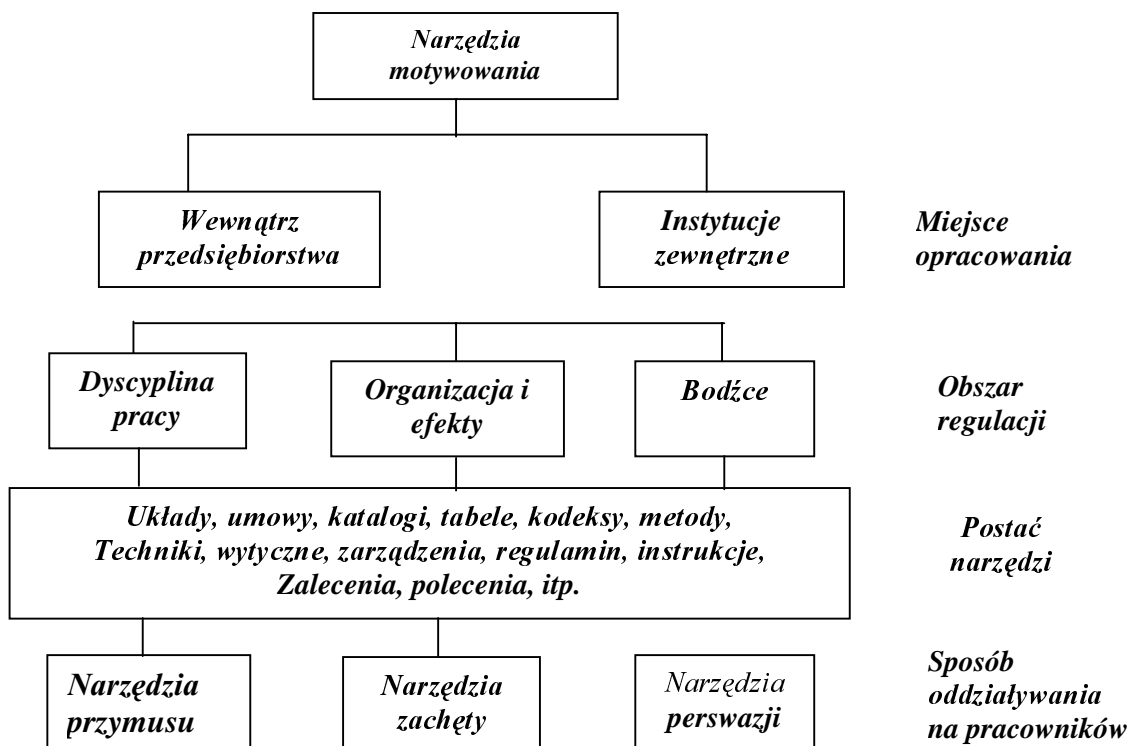 Narzędzia
motywowania
Wewnątrz
przedsiębiorstwa
Instytucje
zewnętrzne
Miejsce
opracowania
Dyscyplina
pracy
Organizacja i
efekty
Bodźce
Obszar
regulacji
Układy, umowy, katalogi, tabele, kodeksy, metody,
Techniki, wytyczne, zarządzenia, regulamin, instrukcje,
Zalecenia, polecenia, itp.
Postać
narzędzi
Narzędzia
przymusu
Narzędzia
zachęty
Narzędzia
perswazji
Sposób
oddziaływania
na pracowników